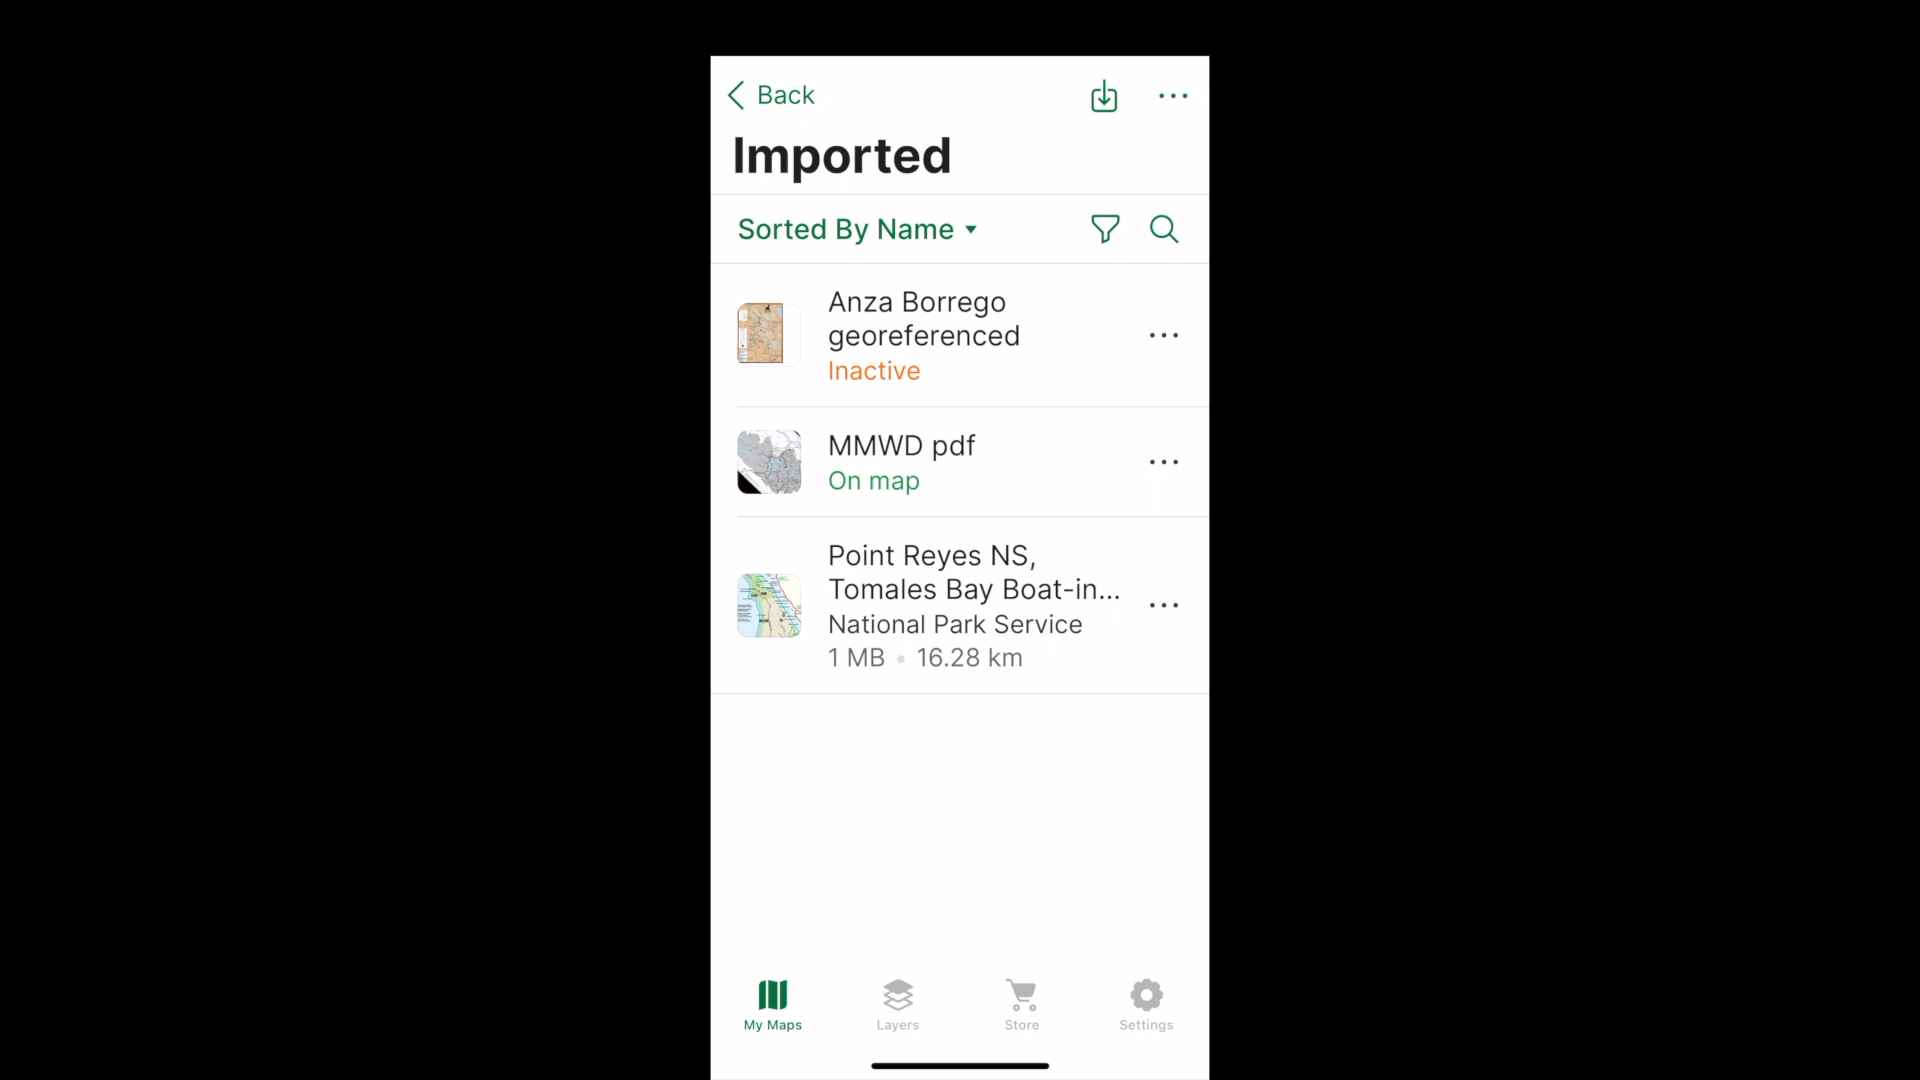 Back
Imported
Sorted By Name
Anza Borrego
georeferenced
Inactive
MMWD pdf
On map
Point Reyes NS,
Tomales Bay Boat-in...
National Park Service
1 MB • 16.28 km
My Maps
Layers
Store
Settings